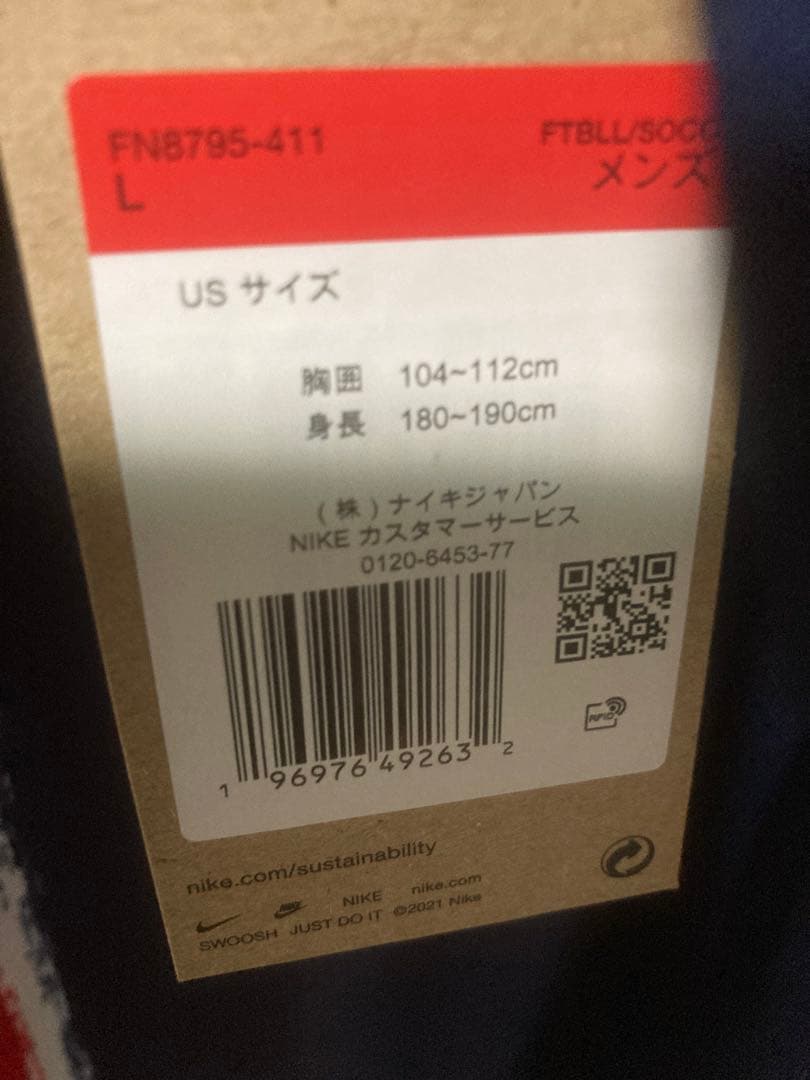 FN8795-411
FTBLL/SOCC
L
メンズ
US サイズ
胸囲 104~112cm
身長 180~190cm
(株)ナイキジャパン
NIKE カスタマーサービス
0120-6453-77
1 96976 49263 2
RFID
nike.com/sustainability
NIKE nike.com
SWOOSH JUST DO IT ©2021 Nike